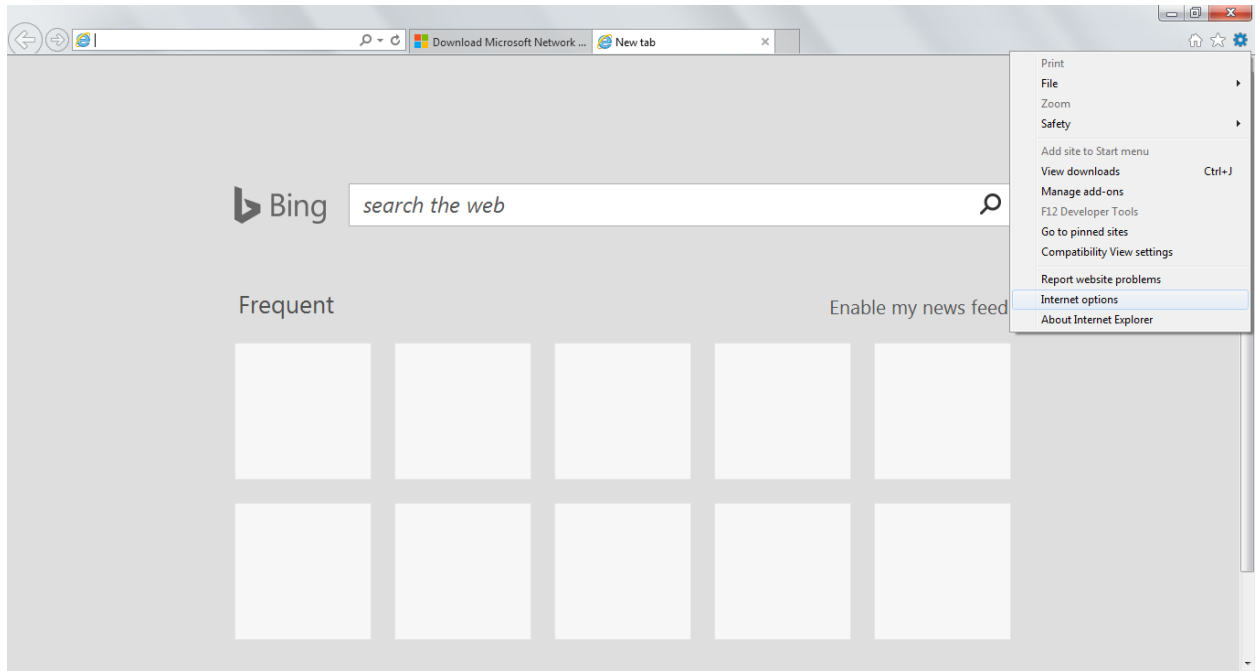 Download Microsoft Network ...
New tab
Print
File
Zoom
Safety
Add site to Start menu
View downloads Ctrl+J
Manage add-ons
F12 Developer Tools
Go to pinned sites
Compatibility View settings
Report website problems
Internet options
About Internet Explorer
Bing
search the web
Frequent
Enable my news feed